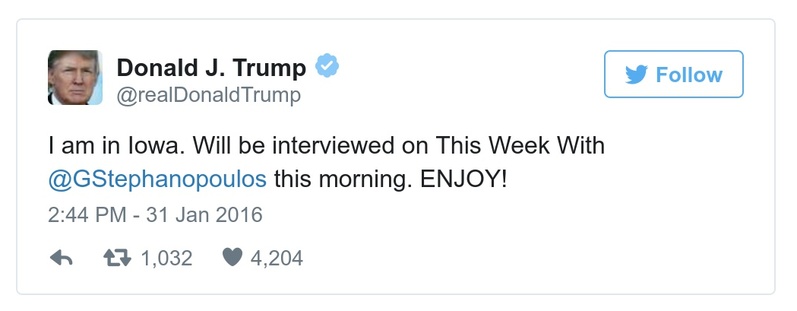 Donald J. Trump
@realDonaldTrump
Follow
I am in Iowa. Will be interviewed on This Week With
@GStephanopoulos this morning. ENJOY!
2:44 PM - 31 Jan 2016
1,032 4,204